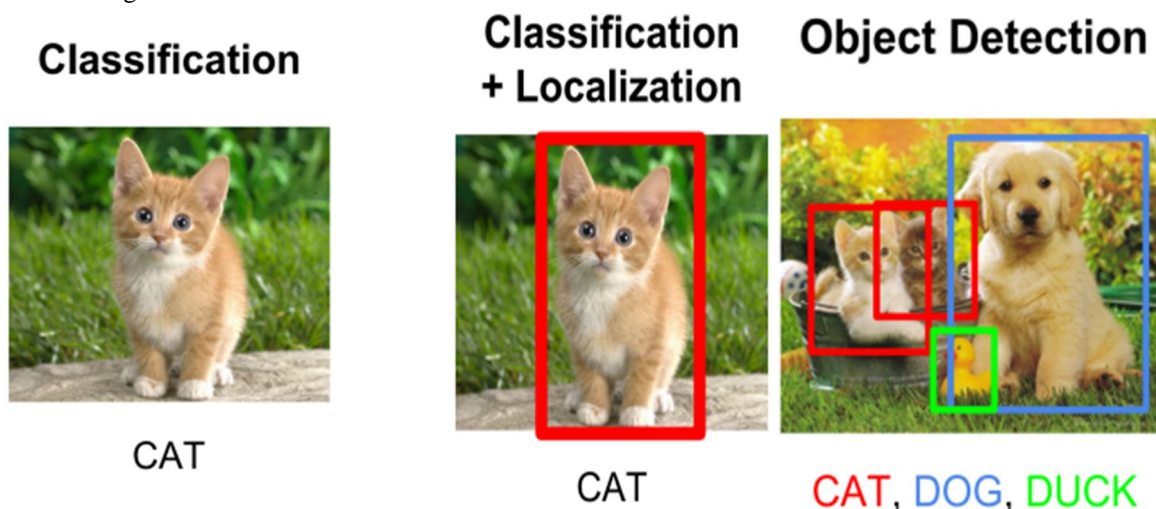 Classification
CAT
Classification
+ Localization
CAT
Object Detection
CAT, DOG, DUCK